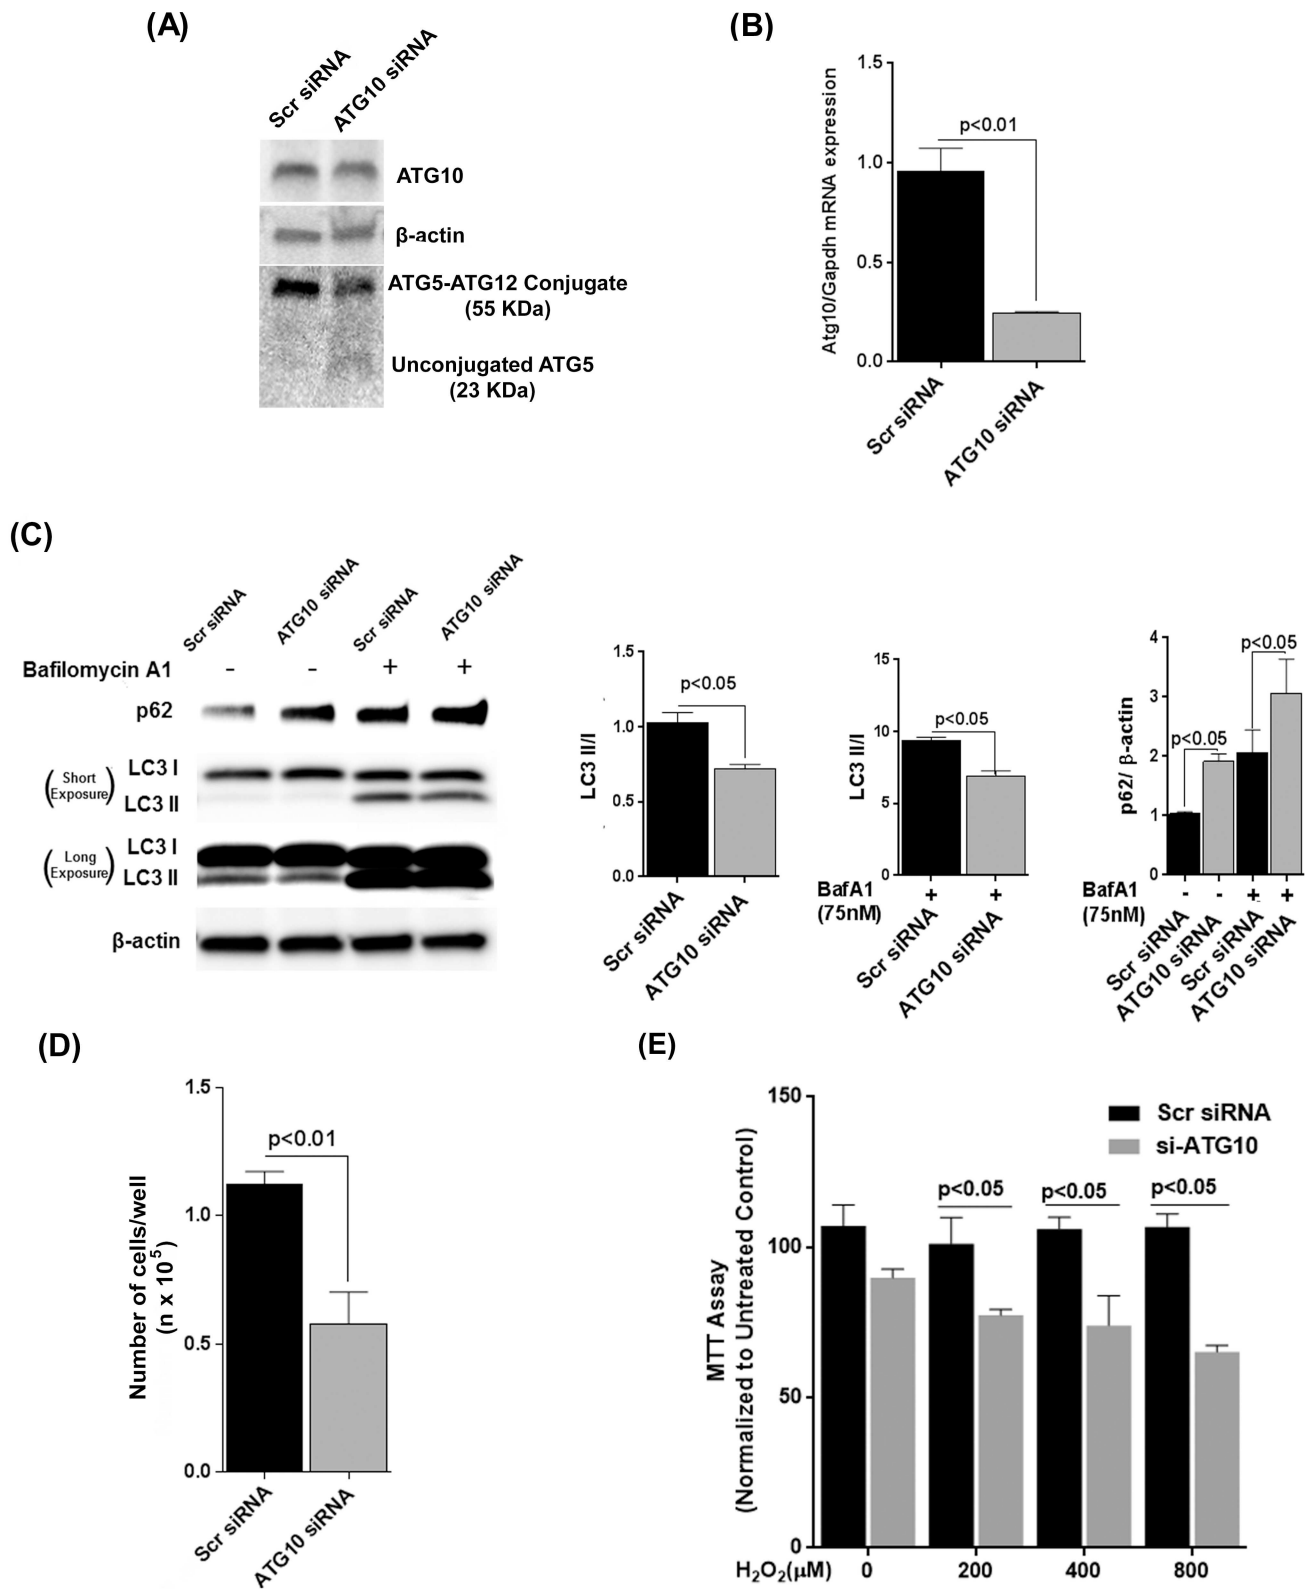 (A)
Scr siRNA
ATG10 siRNA
ATG10
β-actin
ATG5-ATG12 Conjugate
(55 KDa)
Unconjugated ATG5
(23 KDa)
(B)
Atg10/Gapdh mRNA expression
1.5
1.0
0.5
0.0
p<0.01
Scr siRNA
ATG10 siRNA
(C)
Scr siRNA
ATG10 siRNA
Scr siRNA
ATG10 siRNA
Bafilomycin A1
- - + +
p62
(Short
Exposure)
LC3 I
LC3 II
(Long
Exposure)
LC3 I
LC3 II
β-actin
LC3 II/I
1.5
1.0
0.5
0.0
p<0.05
Scr siRNA
ATG10 siRNA
LC3 II/I
15
10
5
0
p<0.05
BafA1
(75nM)
+ +
Scr siRNA
ATG10 siRNA
p62/ β-actin
4
3
2
1
0
p<0.05
p<0.05
BafA1
(75nM)
- - + +
Scr siRNA
ATG10 siRNA
Scr siRNA
ATG10 siRNA
(D)
Number of cells/well
(n x 10⁵)
1.5
1.0
0.5
0.0
p<0.01
Scr siRNA
ATG10 siRNA
(E)
MTT Assay
(Normalized to Untreated Control)
150
100
50
0
Scr siRNA
si-ATG10
p<0.05
p<0.05
p<0.05
H₂O₂(μM) 0 200 400 800